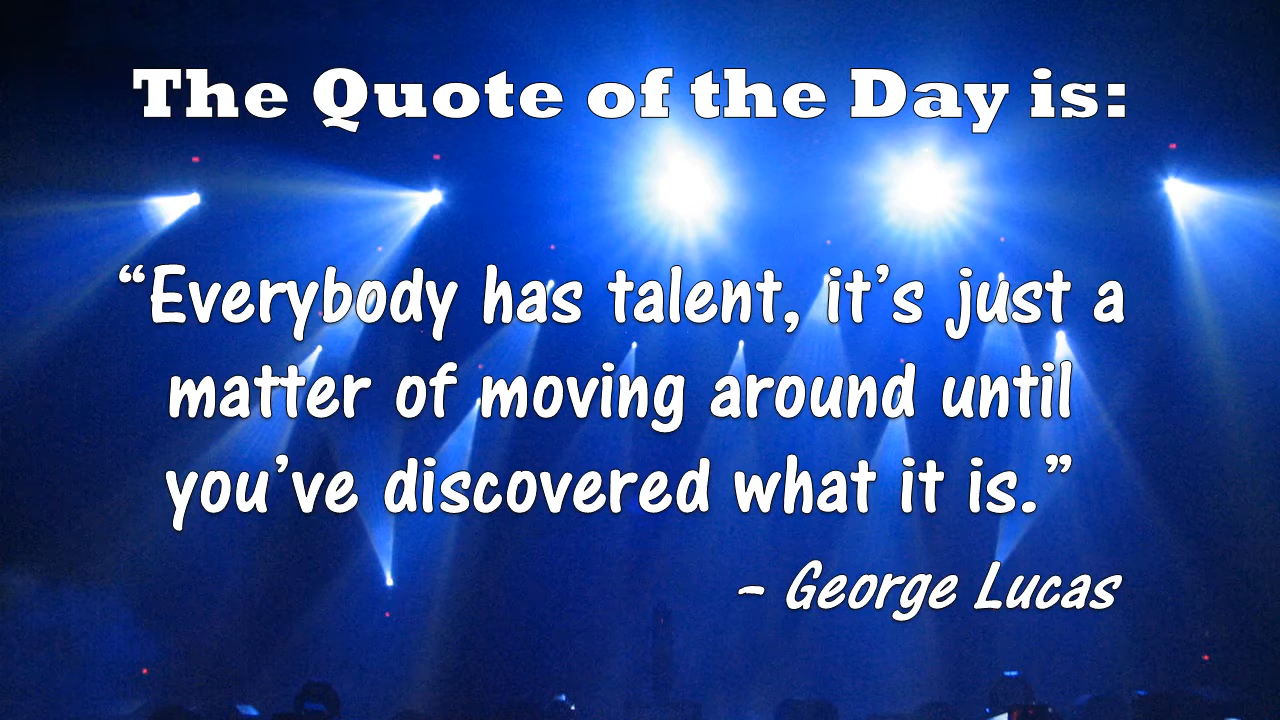 The Quote of the Day is:
“Everybody has talent, it’s just a
matter of moving around until
you’ve discovered what it is.”
– George Lucas